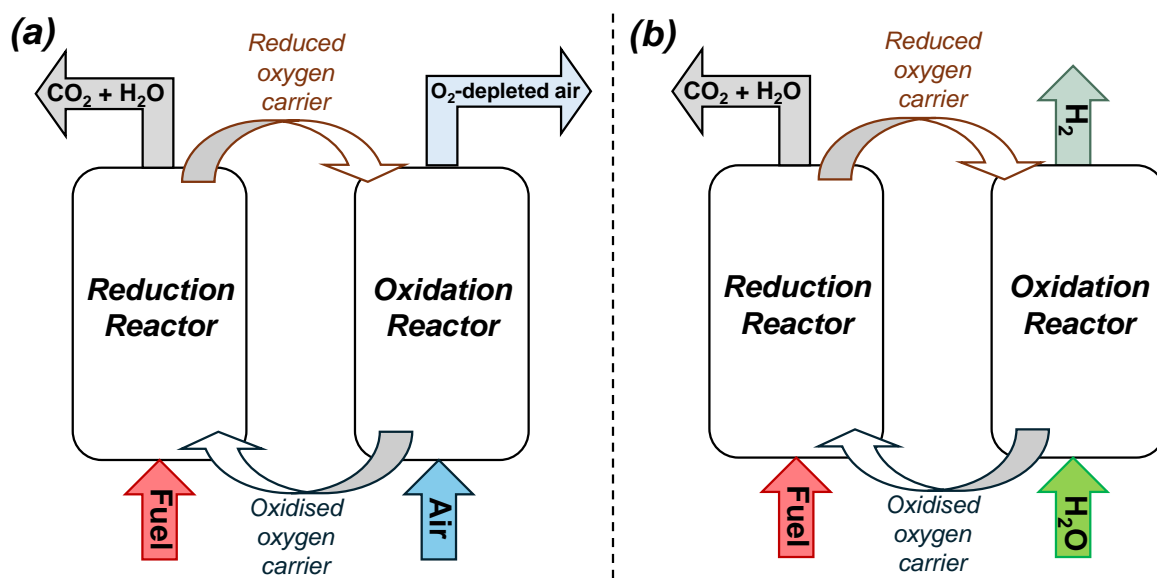 (a)
Reduced
oxygen
carrier
CO₂ + H₂O
O₂-depleted air
Reduction
Reactor
Oxidation
Reactor
Fuel
Oxidised
oxygen
carrier
Air
(b)
Reduced
oxygen
carrier
CO₂ + H₂O
H₂
Reduction
Reactor
Oxidation
Reactor
Fuel
Oxidised
oxygen
carrier
H₂O